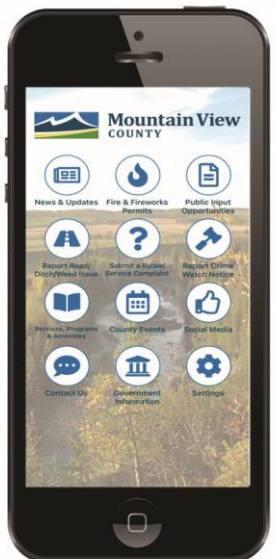 Mountain View
COUNTY
News & Updates
Fire & Fireworks
Permits
Public Input
Opportunities
Report Road/
Ditch/Weed Issue
Submit a Bylaw/
Service Complaint
Report Crime
Watch Notice
Services, Programs
& Amenities
County Events
Social Media
Contact Us
Government
Information
Settings